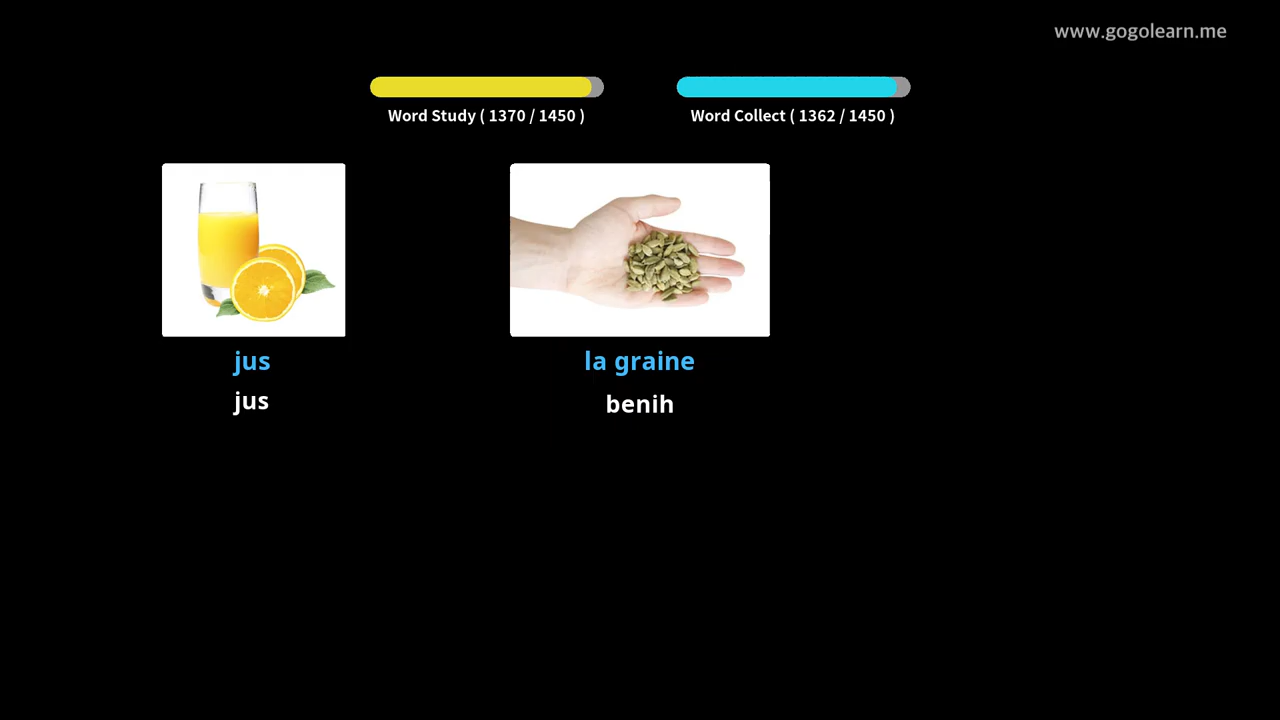 www.gogolearn.me
Word Study ( 1370 / 1450 )
Word Collect ( 1362 / 1450 )
jus
jus
la graine
benih